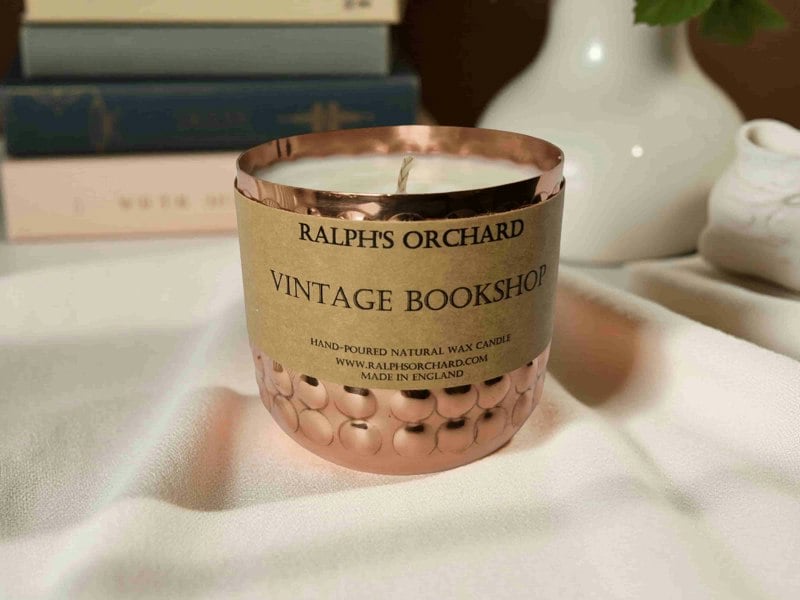 RALPH'S ORCHARD
VINTAGE BOOKSHOP
HAND-POURED NATURAL WAX CANDLE
WWW.RALPHSORCHARD.COM
MADE IN ENGLAND